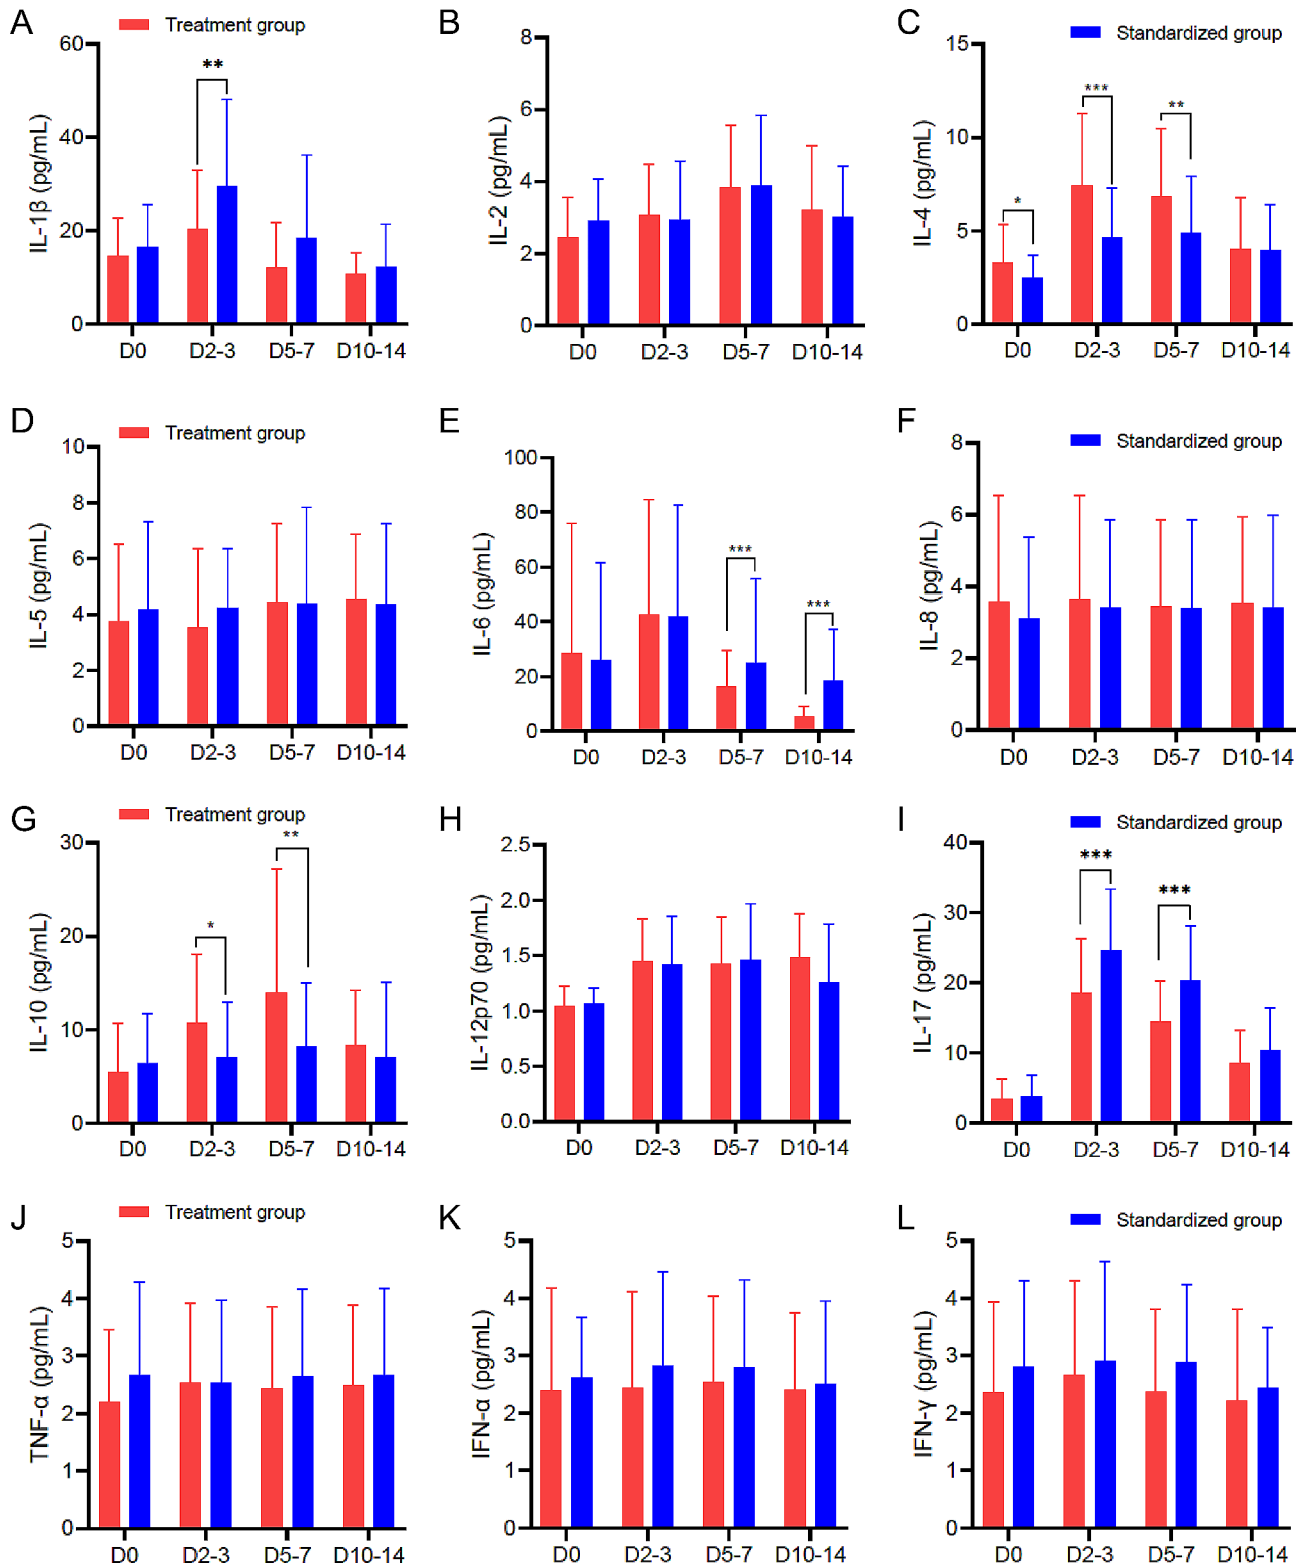 A
Treatment group
B
C
Standardized group
60
40
20
0
IL-1β (pg/mL)
**
D0
D2-3
D5-7
D10-14
8
6
4
2
0
IL-2 (pg/mL)
D0
D2-3
D5-7
D10-14
15
10
5
0
IL-4 (pg/mL)
*
***
**
D0
D2-3
D5-7
D10-14
D
Treatment group
E
F
Standardized group
10
8
6
4
2
0
IL-5 (pg/mL)
D0
D2-3
D5-7
D10-14
100
80
60
40
20
0
IL-6 (pg/mL)
***
***
D0
D2-3
D5-7
D10-14
8
6
4
2
0
IL-8 (pg/mL)
D0
D2-3
D5-7
D10-14
G
Treatment group
H
I
Standardized group
30
20
10
0
IL-10 (pg/mL)
*
**
D0
D2-3
D5-7
D10-14
2.5
2.0
1.5
1.0
0.5
0.0
IL-12p70 (pg/mL)
D0
D2-3
D5-7
D10-14
40
30
20
10
0
IL-17 (pg/mL)
***
***
D0
D2-3
D5-7
D10-14
J
Treatment group
K
L
Standardized group
5
4
3
2
1
0
TNF-α (pg/mL)
D0
D2-3
D5-7
D10-14
5
4
3
2
1
0
IFN-α (pg/mL)
D0
D2-3
D5-7
D10-14
5
4
3
2
1
0
IFN-γ (pg/mL)
D0
D2-3
D5-7
D10-14